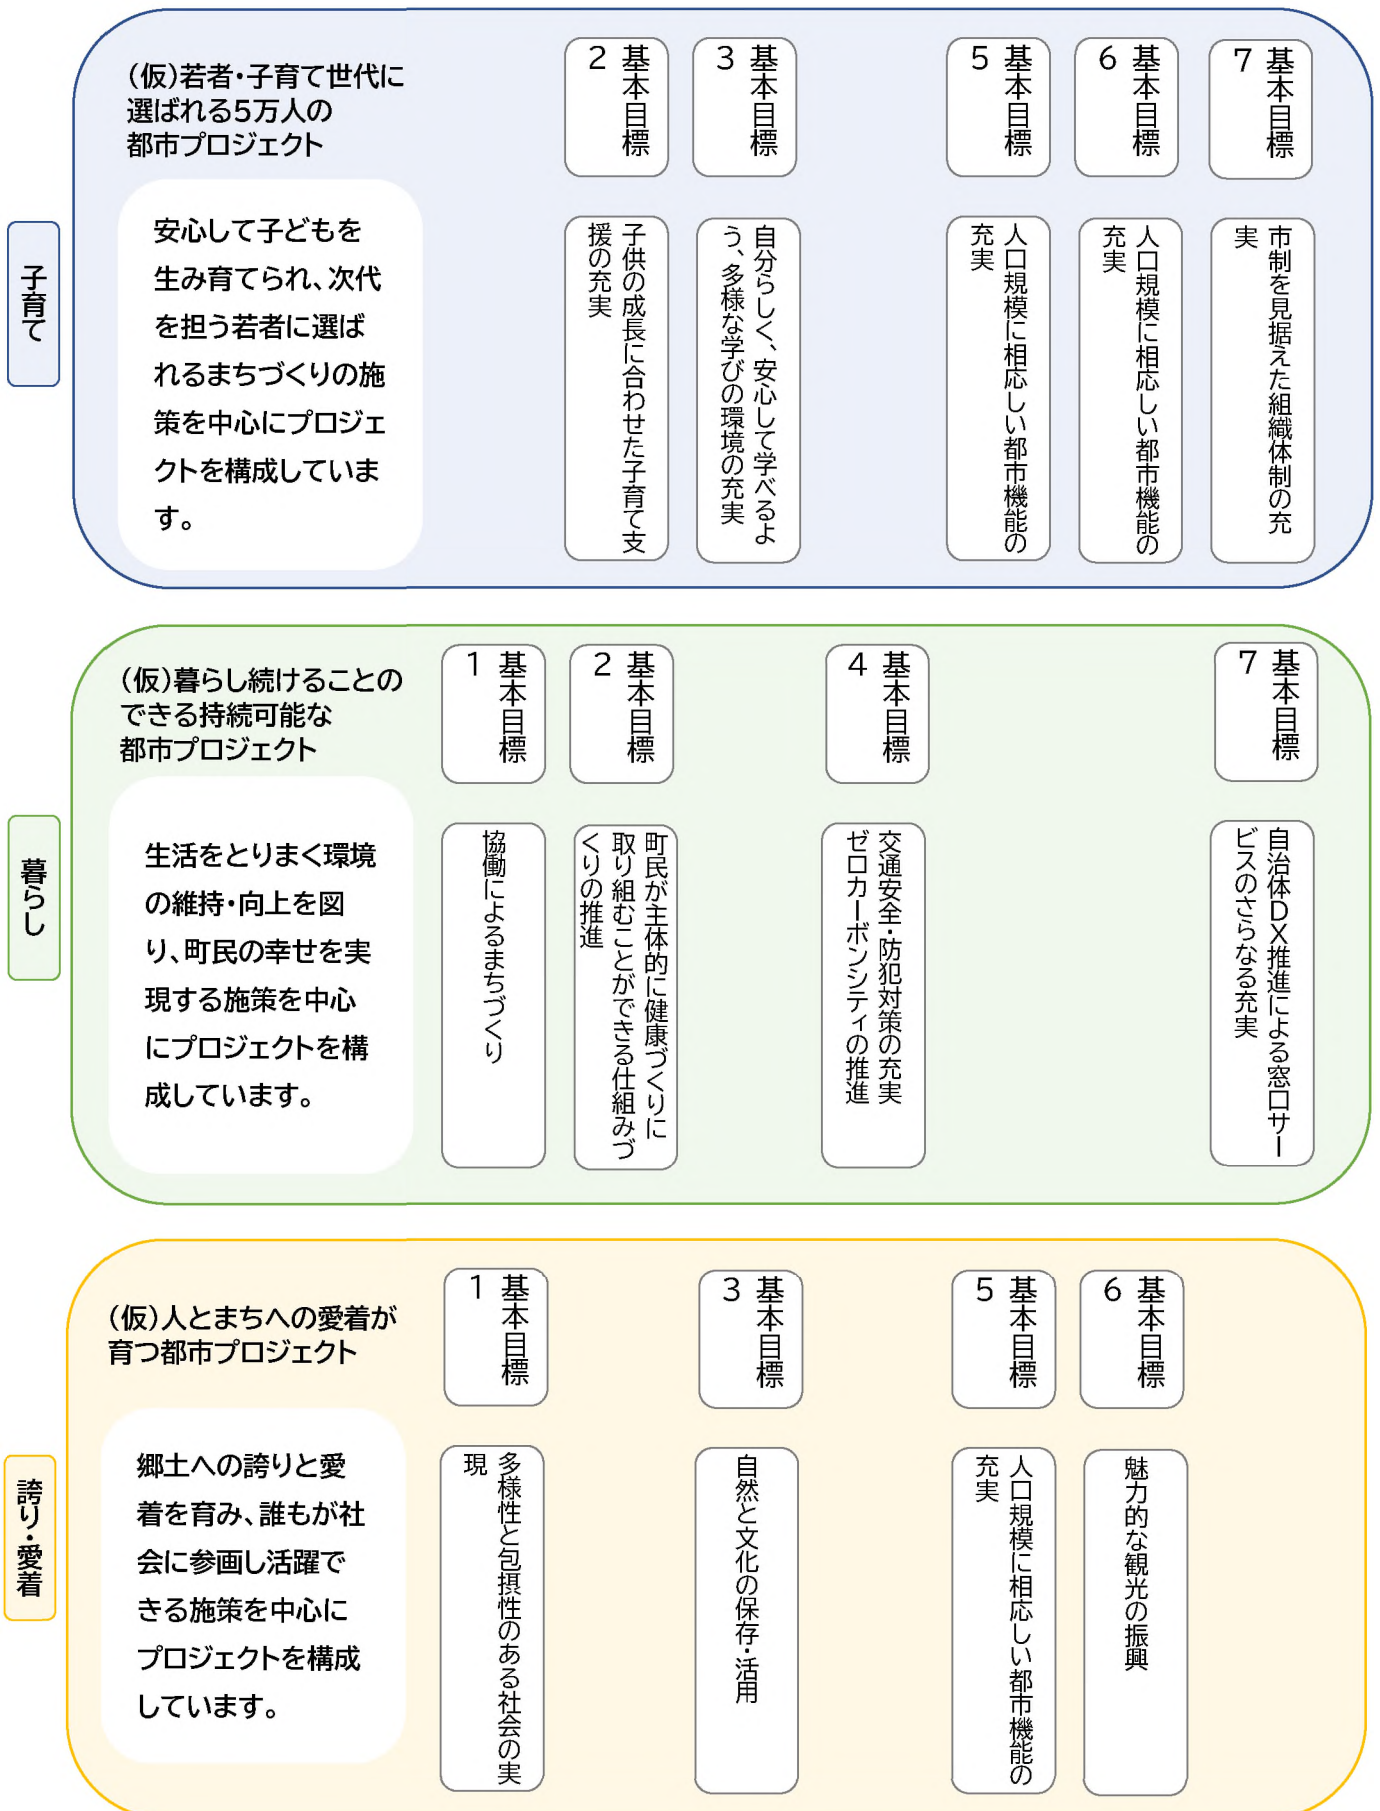 子育て
(仮)若者・子育て世代に
選ばれる5万人の
都市プロジェクト
安心して子どもを
生み育てられ、次代
を担う若者に選ば
れるまちづくりの施
策を中心にプロジェ
クトを構成していま
す。
基本目標
2
子供の成長に合わせた子育て支
援の充実
基本目標
3
自分らしく、安心して学べるよ
う、多様な学びの環境の充実
基本目標
5
人口規模に相応しい都市機能の
充実
基本目標
6
人口規模に相応しい都市機能の
充実
基本目標
7
市制を見据えた組織体制の充
実
暮らし
(仮)暮らし続けることの
できる持続可能な
都市プロジェクト
生活をとりまく環境
の維持・向上を図
り、町民の幸せを実
現する施策を中心
にプロジェクトを構
成しています。
基本目標
1
協働によるまちづくり
基本目標
2
町民が主体的に健康づくりに
取り組むことができる仕組みづ
くりの推進
基本目標
4
交通安全・防犯対策の充実
ゼロカーボンシティの推進
基本目標
7
自治体DX推進による窓口サー
ビスのさらなる充実
誇り・愛着
(仮)人とまちへの愛着が
育つ都市プロジェクト
郷土への誇りと愛
着を育み、誰もが社
会に参画し活躍で
きる施策を中心に
プロジェクトを構成
しています。
基本目標
1
多様性と包摂性のある社会の実
現
基本目標
3
自然と文化の保存・活用
基本目標
5
人口規模に相応しい都市機能の
充実
基本目標
6
魅力的な観光の振興